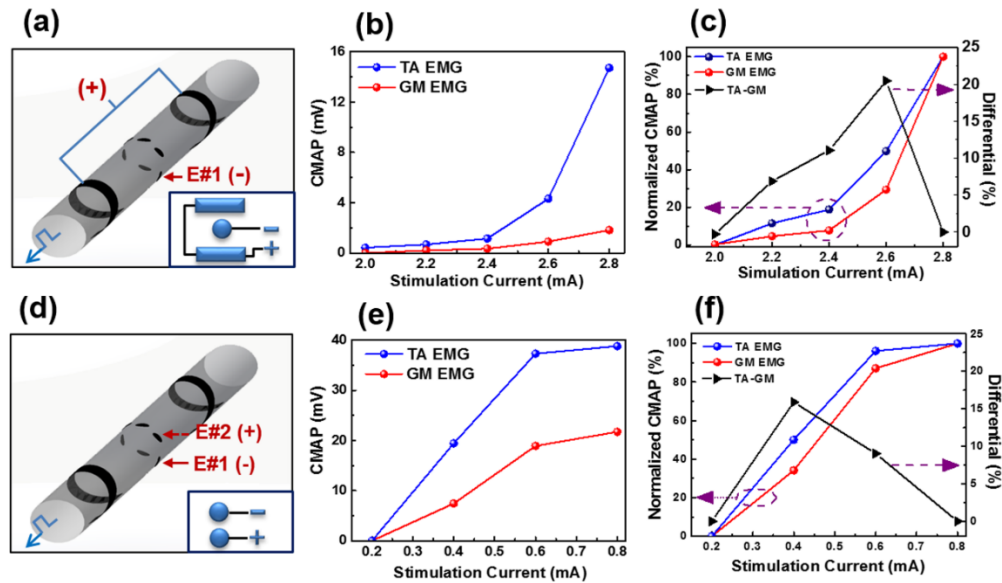 (a)
(+)
E#1 (-)
(b)
CMAP (mV)
16
12
8
4
0
TA EMG
GM EMG
2.0 2.2 2.4 2.6 2.8
Stimulation Current (mA)
(c)
Normalized CMAP (%)
100
80
60
40
20
0
TA EMG
GM EMG
TA-GM
25
20
15
10
5
0
Differential (%)
2.0 2.2 2.4 2.6 2.8
Simulation Current (mA)
(d)
E#2 (+)
E#1 (-)
(e)
CMAP (mV)
40
30
20
10
0
TA EMG
GM EMG
0.2 0.3 0.4 0.5 0.6 0.7 0.8
Stimulation Current (mA)
(f)
Normalized CMAP (%)
100
80
60
40
20
0
TA EMG
GM EMG
TA-GM
25
20
15
10
5
0
Differential (%)
0.2 0.3 0.4 0.5 0.6 0.7 0.8
Stimulation Current (mA)